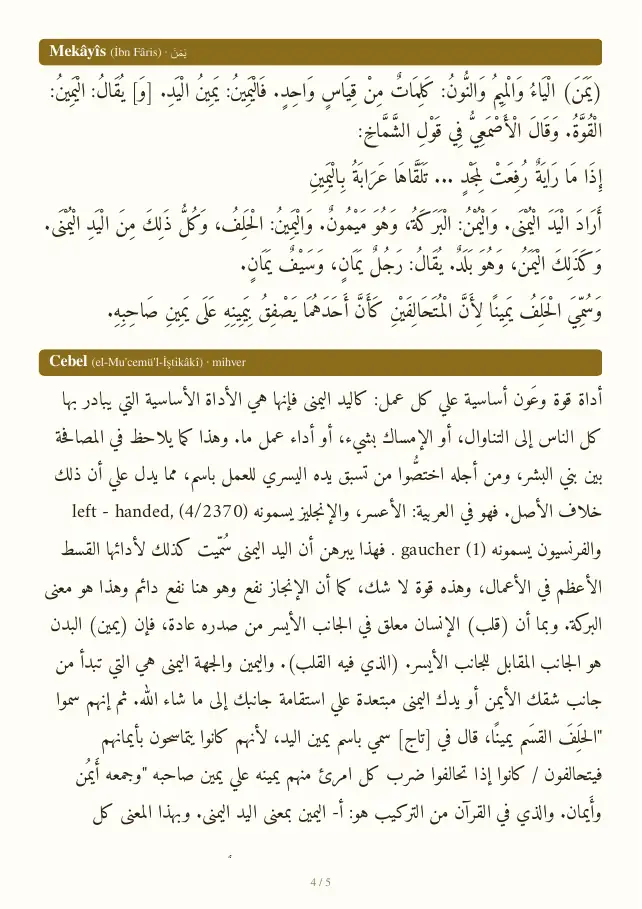 Mekâyîs (İbn Fâris) · يَمَنَ
(يَمَنَ) الْيَاءُ وَالْمِيمُ وَالنُّونُ: كَلِمَاتٌ مِنْ قِيَاسٍ وَاحِدٍ. فَالْيَمِينُ: يَمِينُ الْيَدِ. [وَ] يُقَالُ: الْيَمِينُ:
الْقُوَّةُ. وَقَالَ الْأَصْمَعِيُّ فِي قَوْلِ الشَّمَّاخِ:
إِذَا مَا رَايَةٌ رُفِعَتْ لِمَجْدٍ ... تَلَقَّاهَا عَرَابَةُ بِالْيَمِينِ
أَرَادَ الْيَدَ الْيُمْنَى. وَالْيُمْنُ: الْبَرَكَةُ، وَهُوَ مَيْمُونٌ. وَالْيَمِينُ: الْحَلِفُ، وَكُلُّ ذَلِكَ مِنَ الْيَدِ الْيُمْنَى.
وَكَذَلِكَ الْيَمَنُ، وَهُوَ بَلَدٌ. يُقَالُ: رَجُلٌ يَمَانٍ، وَسَيْفٌ يَمَانٍ.
وَسُمِّيَ الْحَلِفُ يَمِينًا لِأَنَّ الْمُتَحَالِفَيْنِ كَأَنَّ أَحَدَهُمَا يَصْفِقُ بِيَمِينِهِ عَلَى يَمِينِ صَاحِبِهِ.
Cebel (el-Mu'cemü'l-İştikâkî) · mihver
أداة قوة وعَون أساسية علي كل عمل: كاليد اليمنى فإنها هي الأداة الأساسية التي يبادر بها
كل الناس إلى التناوال، أو الإمساك بشيء، أو أداء عمل ما. وهذا كما يلاحظ في المصافحة
بين بني البشر، ومن أجله اختصُّوا من تسبق يده اليسري للعمل باسم، مما يدل علي أن ذلك
خلاف الأصل. فهو في العربية: الأعسر، والإنجليز يسمونه left - handed, (4/2370)
والفرنسيون يسمونه gaucher (1) . فهذا يبرهن أن اليد اليمنى سُمّيت كذلك لأدائها القسط
الأعظم في الأعمال، وهذه قوة لا شك، كما أن الإنجاز نفع وهو هنا نفع دائم وهذا هو معنى
البركة. وبما أن (قلب) الإنسان معلق في الجانب الأيسر من صدره عادة، فإن (يمين) البدن
هو الجانب المقابل للجانب الأيسر. (الذي فيه القلب). واليمين والجهة اليمنى هي التي تبدأ من
جانب شقك الأيمن أو يدك اليمنى مبتعدة علي استقامة جانبك إلى ما شاء الله. ثم إنهم سموا
"الحَلِفَ القسَم يمينًا، قال في [تاج] سمي باسم يمين اليد، لأنهم كانوا يتماسحون بأيمانهم
فيتحالفون / كانوا إذا تحالفوا ضرب كل امرئ منهم يمينه علي يمين صاحبه "وجمعه أَيمُن
وأَيمان. والذي في القرآن من التركيب هو: أ- اليمين بمعنى اليد اليمنى. وبهذا المعنى كل
4 / 5